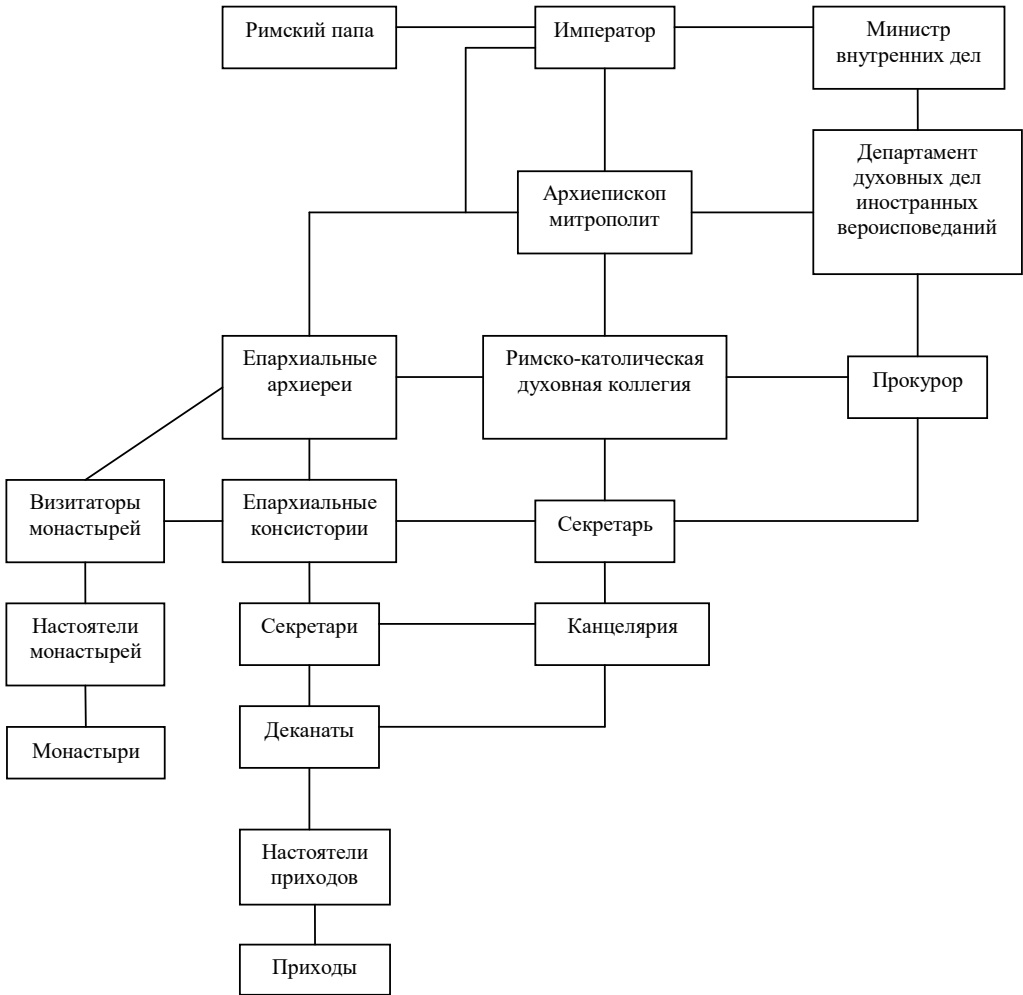 Римский папа
Император
Министр
внутренних дел
Департамент
духовных дел
иностранных
вероисповеданий
Архиепископ
митрополит
Епархиальные
архиереи
Римско-католическая
духовная коллегия
Прокурор
Визитаторы
монастырей
Епархиальные
консистории
Секретарь
Настоятели
монастырей
Секретари
Канцелярия
Монастыри
Деканаты
Настоятели
приходов
Приходы